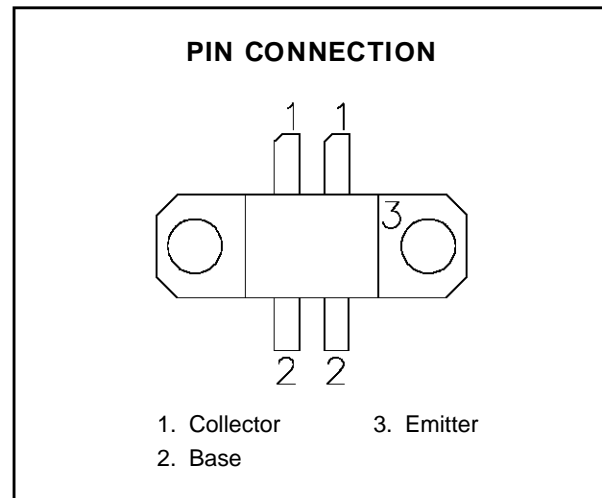 PIN CONNECTION
1 1
3
2 2
1. Collector 3. Emitter
2. Base